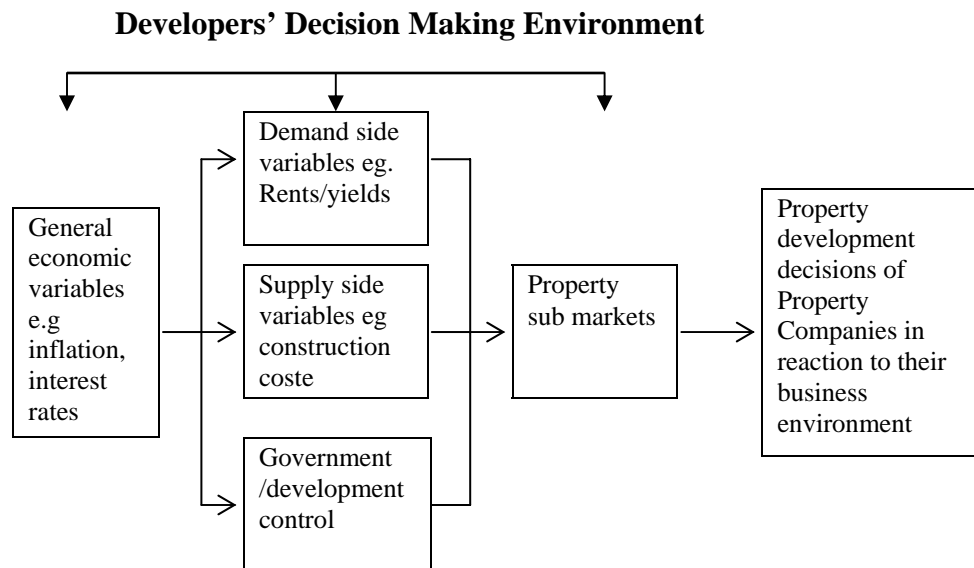 Developers’ Decision Making Environment
General
economic
variables
e.g
inflation,
interest
rates
Demand side
variables eg.
Rents/yields
Supply side
variables eg
construction
coste
Government
/development
control
Property
sub markets
Property
development
decisions of
Property
Companies in
reaction to their
business
environment